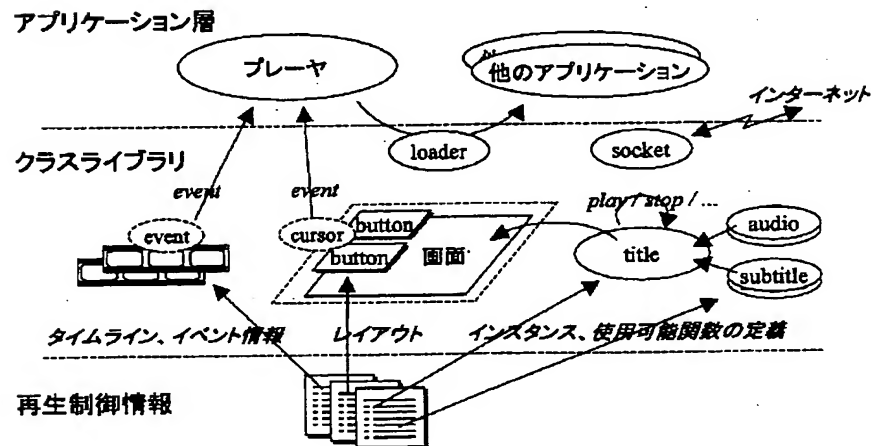 アプリケーション層
プレーヤ
他のアプリケーション
インターネット
loader
socket
クラスライブラリ
event
event
play / stop / ...
event
cursor
button
button
画面
title
audio
subtitle
タイムライン、イベント情報
レイアウト
インスタンス、使用可能関数の定義
再生制御情報